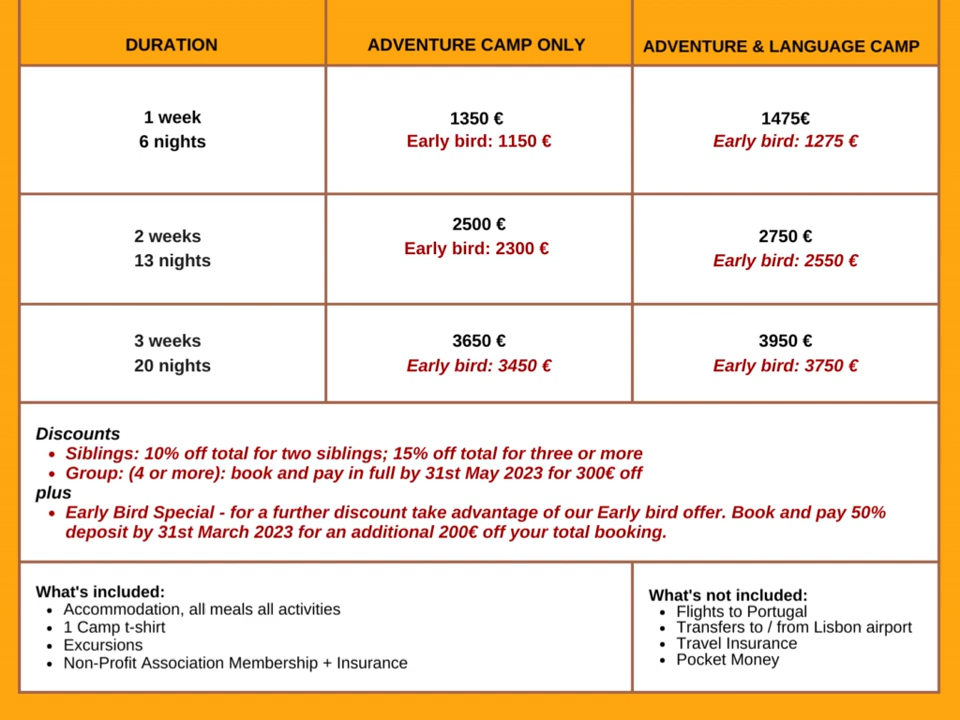 DURATION
ADVENTURE CAMP ONLY
ADVENTURE & LANGUAGE CAMP
1 week
6 nights
1350 €
Early bird: 1150 €
1475€
Early bird: 1275 €
2 weeks
13 nights
2500 €
Early bird: 2300 €
2750 €
Early bird: 2550 €
3 weeks
20 nights
3650 €
Early bird: 3450 €
3950 €
Early bird: 3750 €
Discounts
• Siblings: 10% off total for two siblings; 15% off total for three or more
• Group: (4 or more): book and pay in full by 31st May 2023 for 300€ off
plus
• Early Bird Special - for a further discount take advantage of our Early bird offer. Book and pay 50%
deposit by 31st March 2023 for an additional 200€ off your total booking.
What's included:
• Accommodation, all meals all activities
• 1 Camp t-shirt
• Excursions
• Non-Profit Association Membership + Insurance
What's not included:
• Flights to Portugal
• Transfers to / from Lisbon airport
• Travel Insurance
• Pocket Money